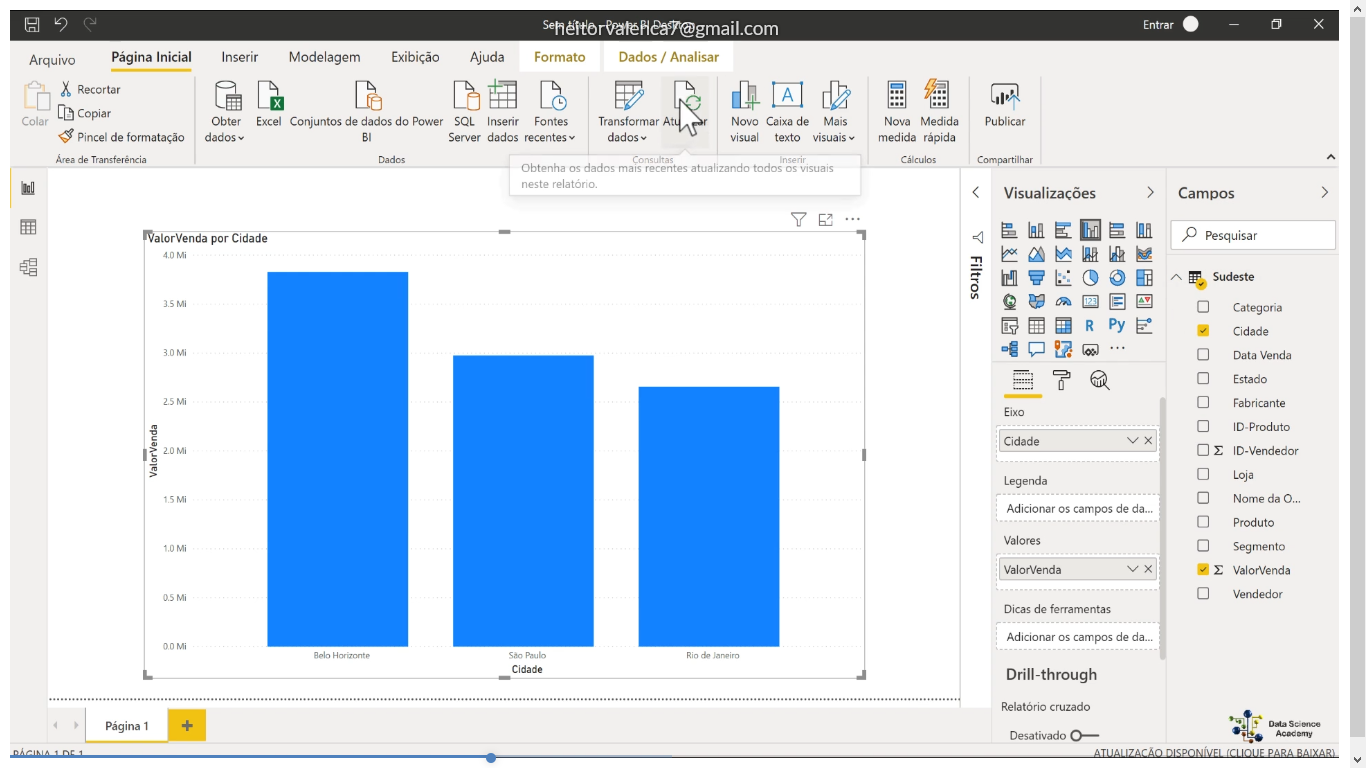 Sem título - Power BI Desktop
heitorvalerica7@gmail.com
Entrar
Arquivo Página Inicial Inserir Modelagem Exibição Ajuda Formato Dados / Analisar
Colar
Recortar
Copiar
Pincel de formatação
Área de Transferência
Obter dados
Excel
Conjuntos de dados do Power BI
SQL Server
Inserir dados
Fontes recentes
Dados
Transformar dados
Consultas
Novo visual
Caixa de texto
Mais visuais
Inserir
Nova medida
Medida rápida
Cálculos
Publicar
Compartilhar
Obtenha os dados mais recentes atualizando todos os visuais
neste relatório.
ValorVenda por Cidade
4.0 Mi
3.5 Mi
3.0 Mi
2.5 Mi
2.0 Mi
1.5 Mi
1.0 Mi
0.5 Mi
0.0 Mi
ValorVenda
Belo Horizonte São Paulo Rio de Janeiro
Cidade
Filtros
Visualizações
123
R Py
Eixo
Cidade
Legenda
Adicionar os campos de da...
Valores
ValorVenda
Dicas de ferramentas
Adicionar os campos de da...
Drill-through
Relatório cruzado
Desativado
Campos
Pesquisar
Sudeste
Categoria
Cidade
Data Venda
Estado
Fabricante
ID-Produto
Σ ID-Vendedor
Loja
Nome da O...
Produto
Segmento
Σ ValorVenda
Vendedor
Data Science
Academy
Página 1 +
PÁGINA 1 DE 1
ATUALIZAÇÃO DISPONÍVEL (CLIQUE PARA BAIXAR)